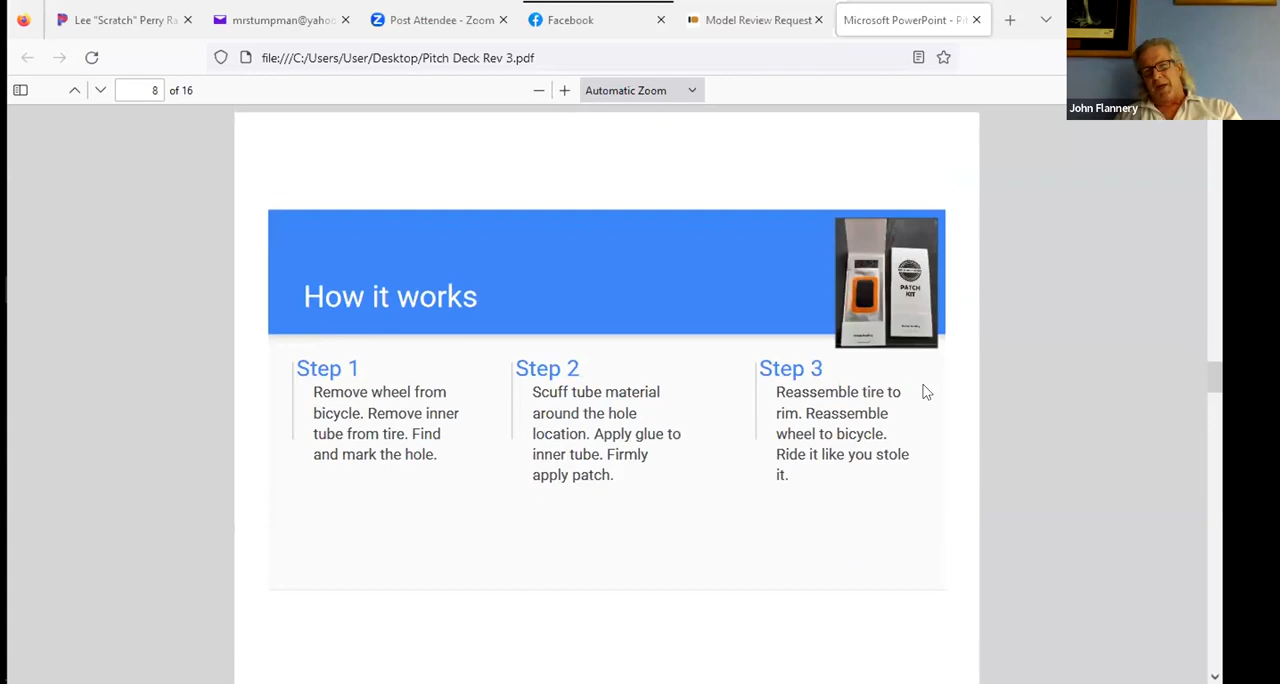 Lee "Scratch" Perry Ra
mrstumpman@yaho
Post Attendee - Zoom
Facebook
Model Review Request
Microsoft PowerPoint - Pi
file:///C:/Users/User/Desktop/Pitch Deck Rev 3.pdf
8 of 16
Automatic Zoom
John Flannery
How it works
PATCH
KIT
Step 1
Remove wheel from
bicycle. Remove inner
tube from tire. Find
and mark the hole.
Step 2
Scuff tube material
around the hole
location. Apply glue to
inner tube. Firmly
apply patch.
Step 3
Reassemble tire to
rim. Reassemble
wheel to bicycle.
Ride it like you stole
it.